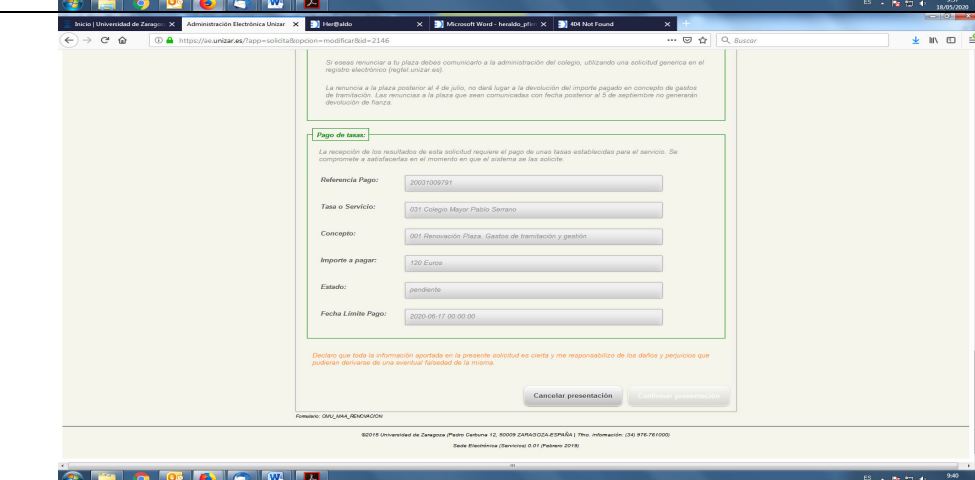 ES
18/05/2020
Inicio | Universidad de Zarago
Administración Electrónica Unizar
Her@aldo
Microsoft Word - heraldo_pfin
404 Not Found
https://ae.unizar.es/?app=solicita&opcion=modificar&id=2146
Buscar
Si eseas renunciar a tu plaza debes comunicarlo a la administración del colegio, utilizando una solicitud generica en el
registro electrónico (regtel.unizar.es).
La renuncia a la plaza posterior al 4 de julio, no dará lugar a la devolución del importe pagado en concepto de gastos
de tramitación. Las renuncias a la plaza que sean comunicadas con fecha posterior al 5 de septiembre no generarán
devolución de fianza.
Pago de tasas:
La recepción de los resultados de esta solicitud requiere el pago de unas tasas establecidas para el servicio. Se
compromete a satisfacerlas en el momento en que el sistema se las solicite.
Referencia Pago:
20031009791
Tasa o Servicio:
031 Colegio Mayor Pablo Serrano
Concepto:
001 Renovación Plaza. Gastos de tramitación y gestión
Importe a pagar:
120 Euros
Estado:
pendiente
Fecha Límite Pago:
2020-06-17 00:00:00
Declaro que toda la información aportada en la presente solicitud es cierta y me responsabilizo de los daños y perjuicios que
pudieran derivarse de una eventual falsedad de la misma.
Cancelar presentación
Confirmar presentación
Formulario: CMU_MAA_RENOVACION
©2015 Universidad de Zaragoza (Pedro Cerbuna 12, 50009 ZARAGOZA-ESPAÑA | Tfno. información: (34) 976-761000)
Sede Electrónica (Servicios) 0.01 (Febrero 2015)
ES
9:40